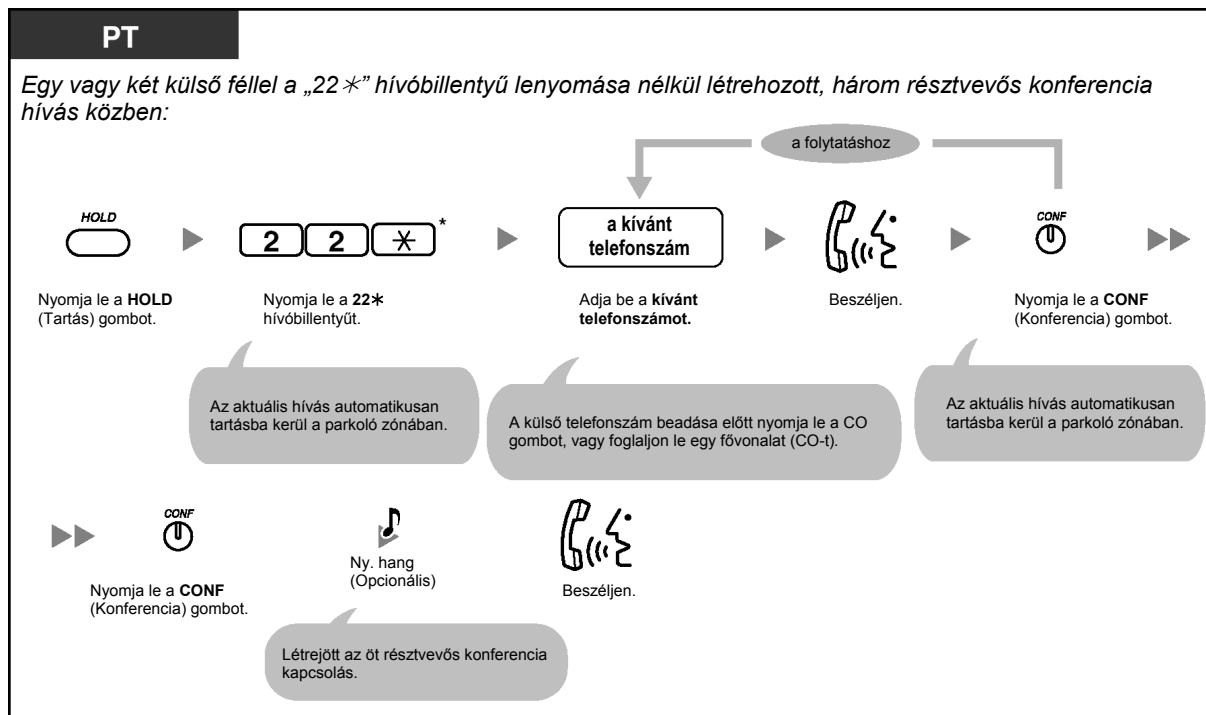 PT
Egy vagy két külső féllel a „22✳” hívóbillentyű lenyomása nélkül létrehozott, három résztvevős konferencia
hívás közben:
a folytatáshoz
HOLD
2 2 ✳ *
a kívánt
telefonszám
CONF
Nyomja le a HOLD
(Tartás) gombot.
Nyomja le a 22✳
hívóbillentyűt.
Adja be a kívánt
telefonszámot.
Beszéljen.
Nyomja le a CONF
(Konferencia) gombot.
Az aktuális hívás automatikusan
tartásba kerül a parkoló zónában.
A külső telefonszám beadása előtt nyomja le a CO
gombot, vagy foglaljon le egy fővonalat (CO-t).
Az aktuális hívás automatikusan
tartásba kerül a parkoló zónában.
CONF
Nyomja le a CONF
(Konferencia) gombot.
Ny. hang
(Opcionális)
Beszéljen.
Létrejött az öt résztvevős konferencia
kapcsolás.